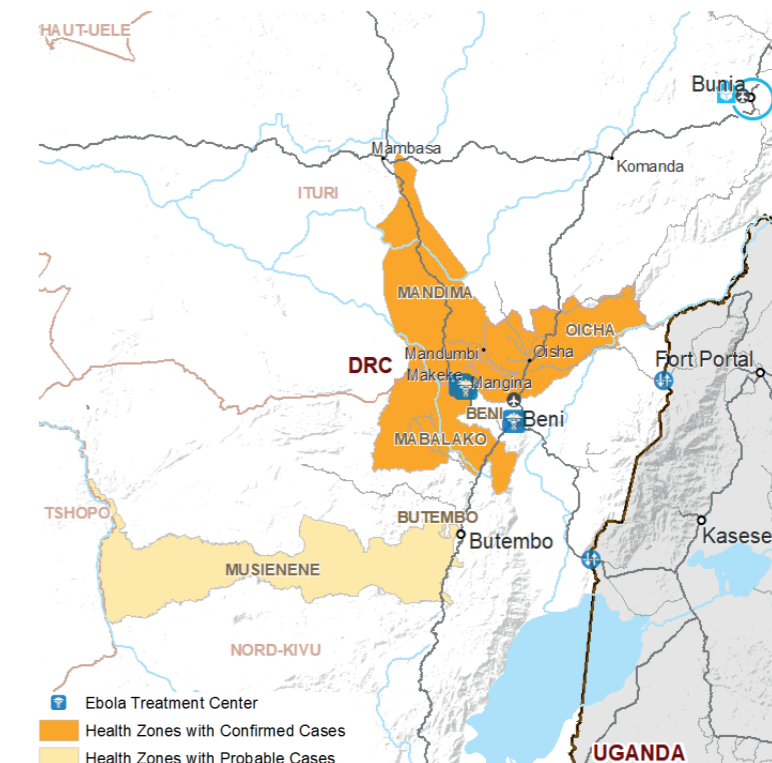 HAUT-UELE
Bunia
Mambasa
Komanda
ITURI
MANDIMA
OICHA
Mandumbi
Oisha
DRC
Fort Portal
Makeke
Mangina
BENI
Beni
MABALAKO
TSHOPO
BUTEMBO
Butembo
Kasese
MUSIENENE
NORD-KIVU
Ebola Treatment Center
Health Zones with Confirmed Cases
Health Zones with Probable Cases
UGANDA